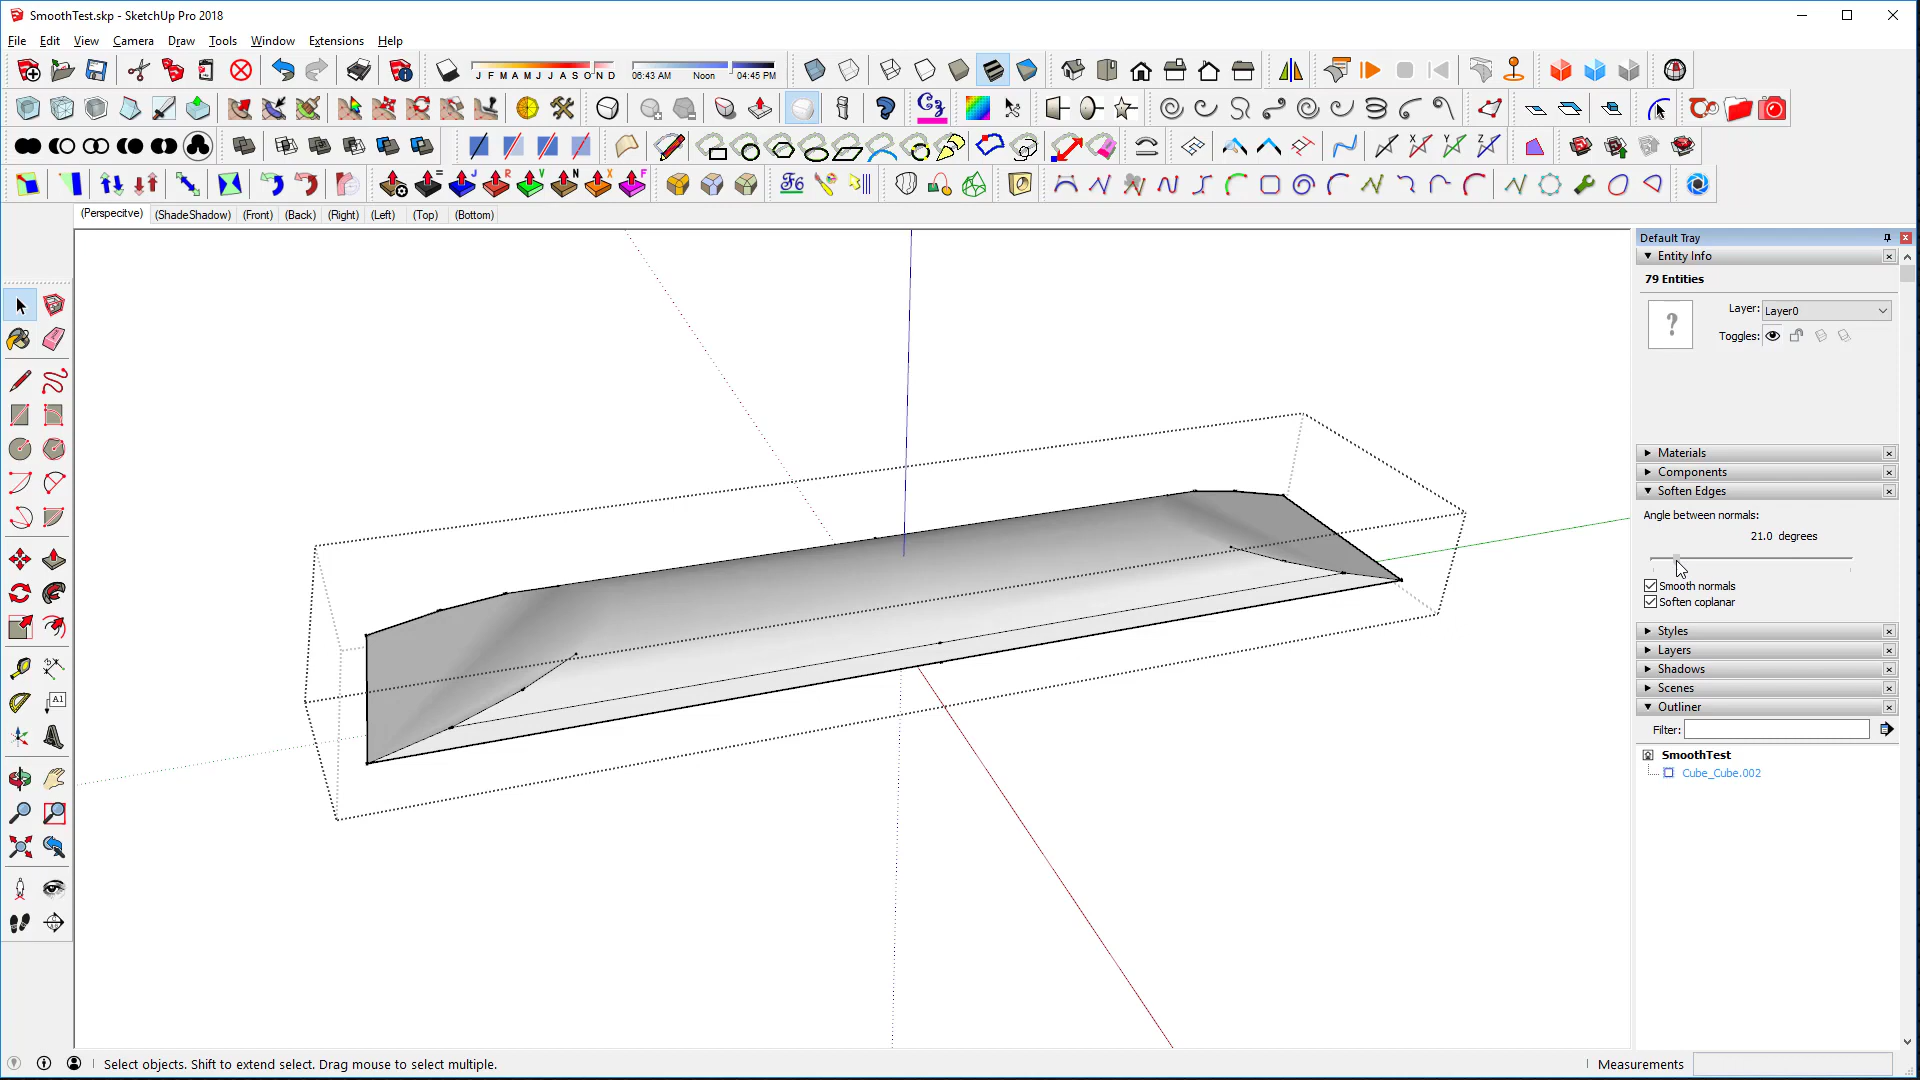 SmoothTest.skp - SketchUp Pro 2018
File Edit View Camera Draw Tools Window Extensions Help
J F M A M J J A S O N D
06:43 AM Noon 04:45 PM
= J R V N X F
F6
X Y Z
(Perspecitve) (ShadeShadow) (Front) (Back) (Right) (Left) (Top) (Bottom)
Default Tray
Entity Info
79 Entities
Layer: Layer0
Toggles:
?
Materials
Components
Soften Edges
Angle between normals:
21.0 degrees
Smooth normals
Soften coplanar
Styles
Layers
Shadows
Scenes
Outliner
Filter:
SmoothTest
Cube_Cube.002
A1
Select objects. Shift to extend select. Drag mouse to select multiple.
Measurements